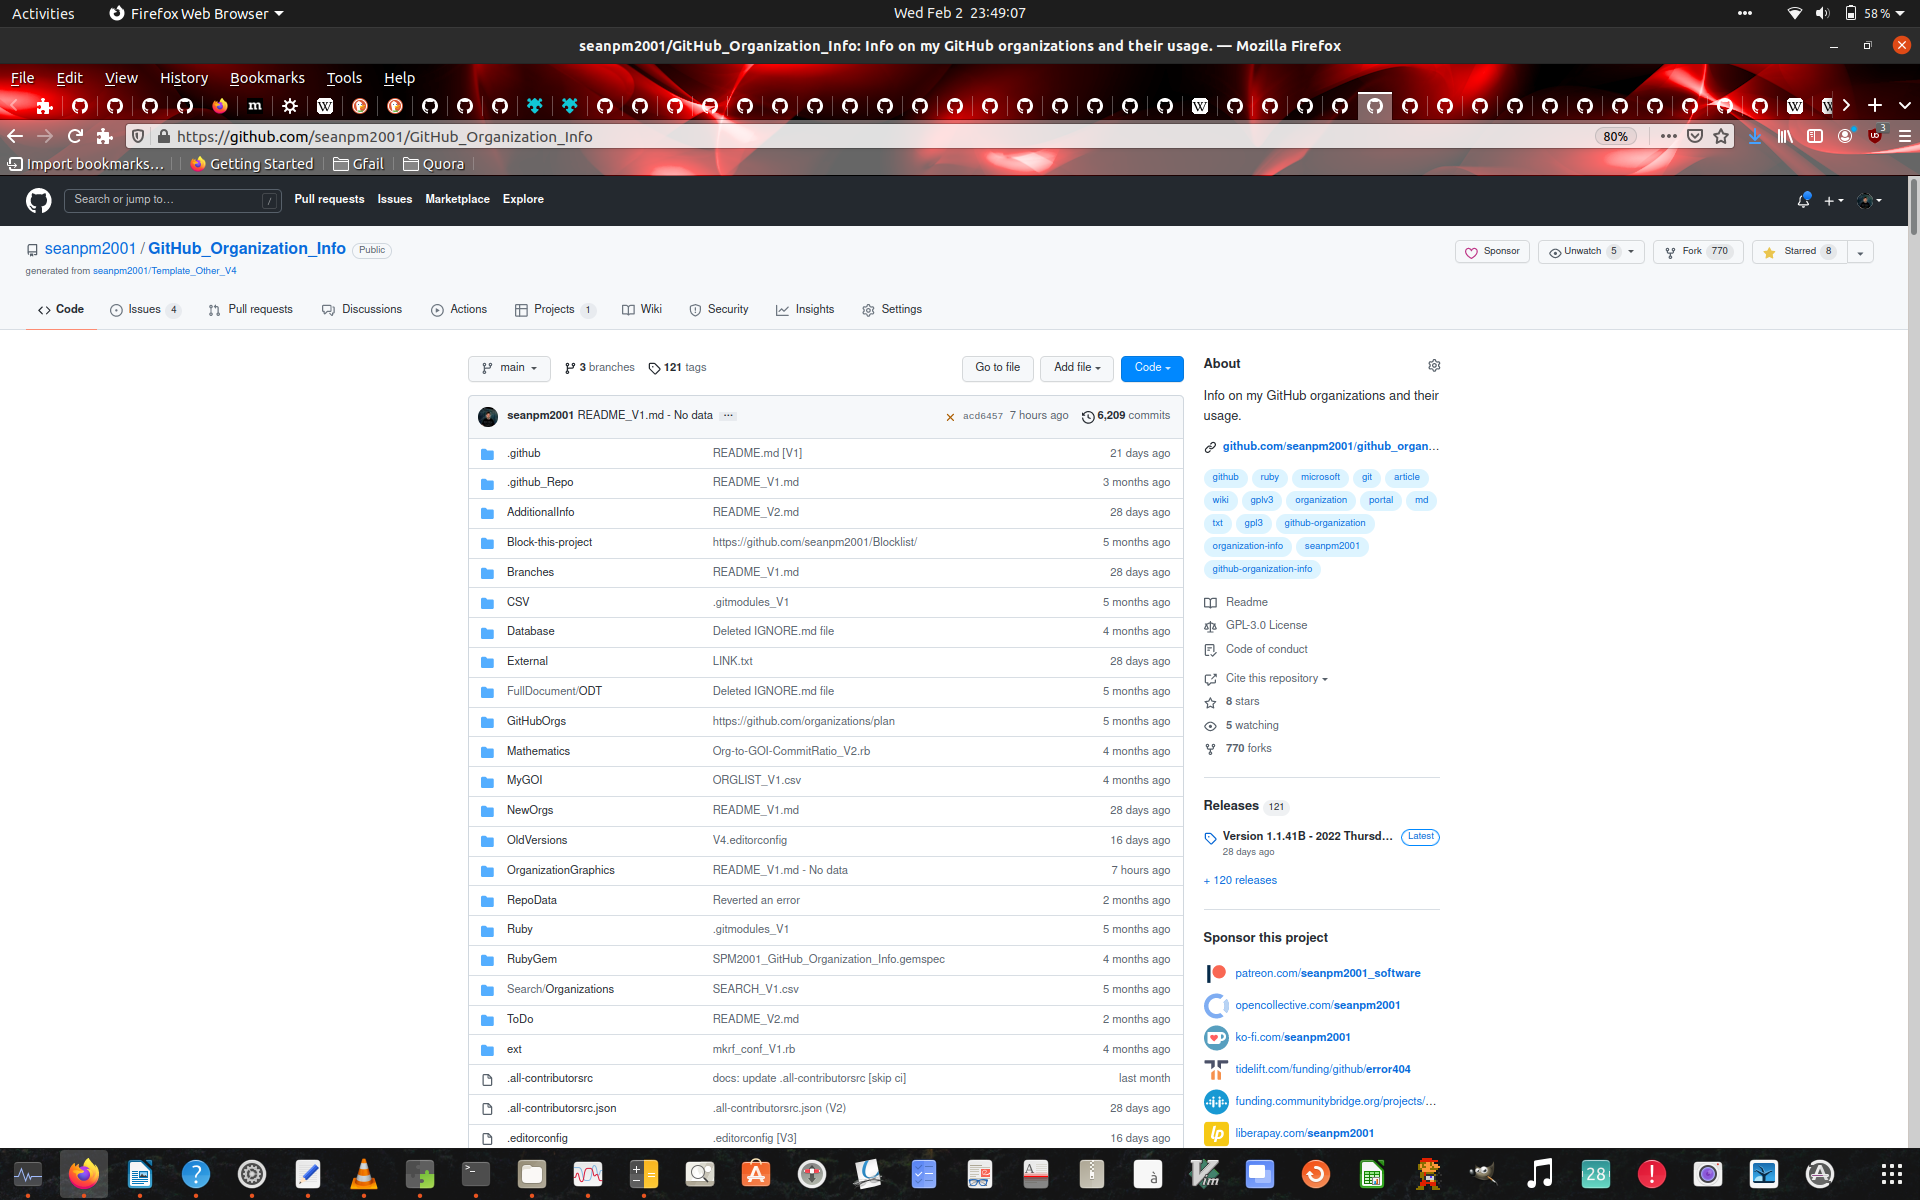 Activities Firefox Web Browser Wed Feb 2 23:49:07 58 %
seanpm2001/GitHub_Organization_Info: Info on my GitHub organizations and their usage. — Mozilla Firefox
File Edit View History Bookmarks Tools Help
https://github.com/seanpm2001/GitHub_Organization_Info 80% 3
Import bookmarks... Getting Started Gfail Quora
Search or jump to... / Pull requests Issues Marketplace Explore
seanpm2001 / GitHub_Organization_Info Public Sponsor Unwatch 5 Fork 770 Starred 8
generated from seanpm2001/Template_Other_V4
Code Issues 4 Pull requests Discussions Actions Projects 1 Wiki Security Insights Settings
main 3 branches 121 tags Go to file Add file Code
seanpm2001 README_V1.md - No data ... acd6457 7 hours ago 6,209 commits
.github README.md [V1] 21 days ago
.github_Repo README_V1.md 3 months ago
AdditionalInfo README_V2.md 28 days ago
Block-this-project https://github.com/seanpm2001/Blocklist/ 5 months ago
Branches README_V1.md 28 days ago
CSV .gitmodules_V1 5 months ago
Database Deleted IGNORE.md file 4 months ago
External LINK.txt 28 days ago
FullDocument/ODT Deleted IGNORE.md file 5 months ago
GitHubOrgs https://github.com/organizations/plan 5 months ago
Mathematics Org-to-GOI-CommitRatio_V2.rb 4 months ago
MyGOI ORGLIST_V1.csv 4 months ago
NewOrgs README_V1.md 28 days ago
OldVersions V4.editorconfig 16 days ago
OrganizationGraphics README_V1.md - No data 7 hours ago
RepoData Reverted an error 2 months ago
Ruby .gitmodules_V1 5 months ago
RubyGem SPM2001_GitHub_Organization_Info.gemspec 4 months ago
Search/Organizations SEARCH_V1.csv 5 months ago
ToDo README_V2.md 2 months ago
ext mkrf_conf_V1.rb 4 months ago
.all-contributorsrc docs: update .all-contributorsrc [skip ci] last month
.all-contributorsrc.json .all-contributorsrc.json (V2) 28 days ago
.editorconfig .editorconfig [V3] 16 days ago
About
Info on my GitHub organizations and their
usage.
github.com/seanpm2001/github_organ...
github ruby microsoft git article
wiki gplv3 organization portal md
txt gpl3 github-organization
organization-info seanpm2001
github-organization-info
Readme
GPL-3.0 License
Code of conduct
Cite this repository
8 stars
5 watching
770 forks
Releases 121
Version 1.1.41B - 2022 Thursd... Latest
28 days ago
+ 120 releases
Sponsor this project
patreon.com/seanpm2001_software
opencollective.com/seanpm2001
ko-fi.com/seanpm2001
tidelift.com/funding/github/error404
funding.communitybridge.org/projects/...
lp liberapay.com/seanpm2001
28